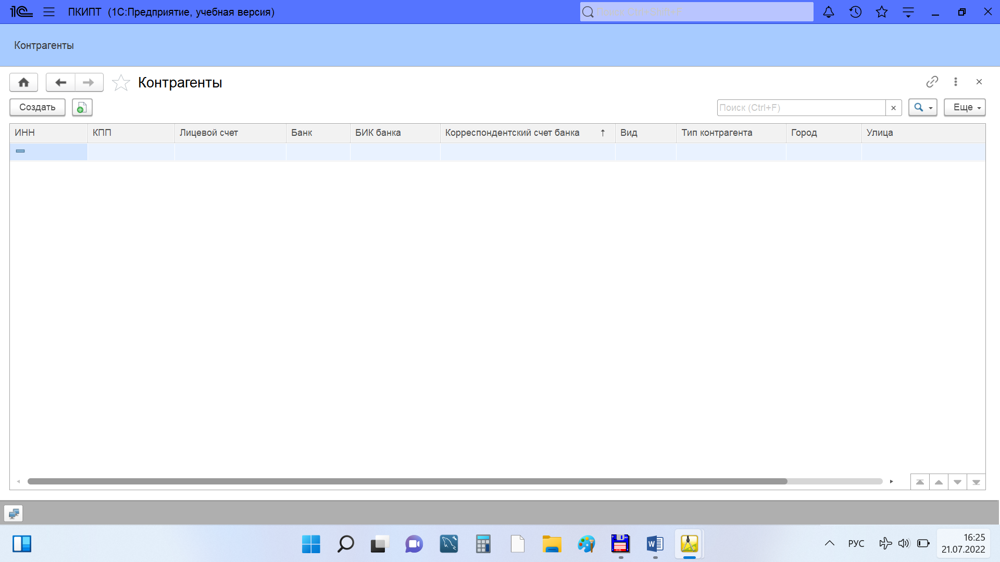 1С ПКИПТ (1С:Предприятие, учебная версия) Поиск Ctrl+Shift+F
Контрагенты
Контрагенты
Создать Поиск (Ctrl+F) × Еще
ИНН КПП Лицевой счет Банк БИК банка Корреспондентский счет банка ↑ Вид Тип контрагента Город Улица
W РУС 16:25
21.07.2022